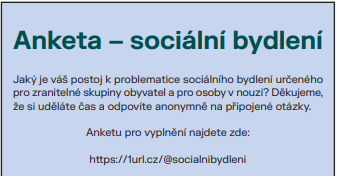 Anketa – sociální bydlení
Jaký je váš postoj k problematice sociálního bydlení určeného
pro zranitelné skupiny obyvatel a pro osoby v nouzi? Děkujeme,
že si uděláte čas a odpovíte anonymně na připojené otázky.
Anketu pro vyplnění najdete zde:
https://1url.cz/@socialnibydleni